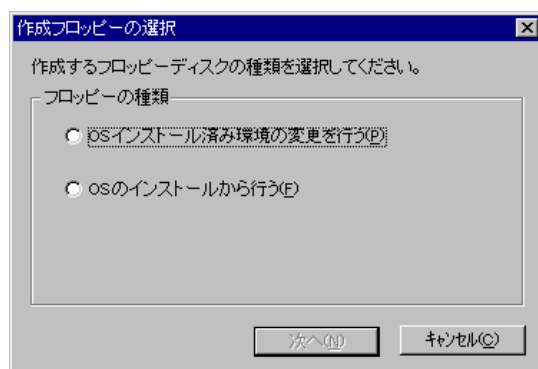 作成フロッピーの選択
作成するフロッピーディスクの種類を選択してください。
フロッピーの種類
OSインストール済み環境の変更を行う(P)
OSのインストールから行う(F)
次へ(N)
キャンセル(C)